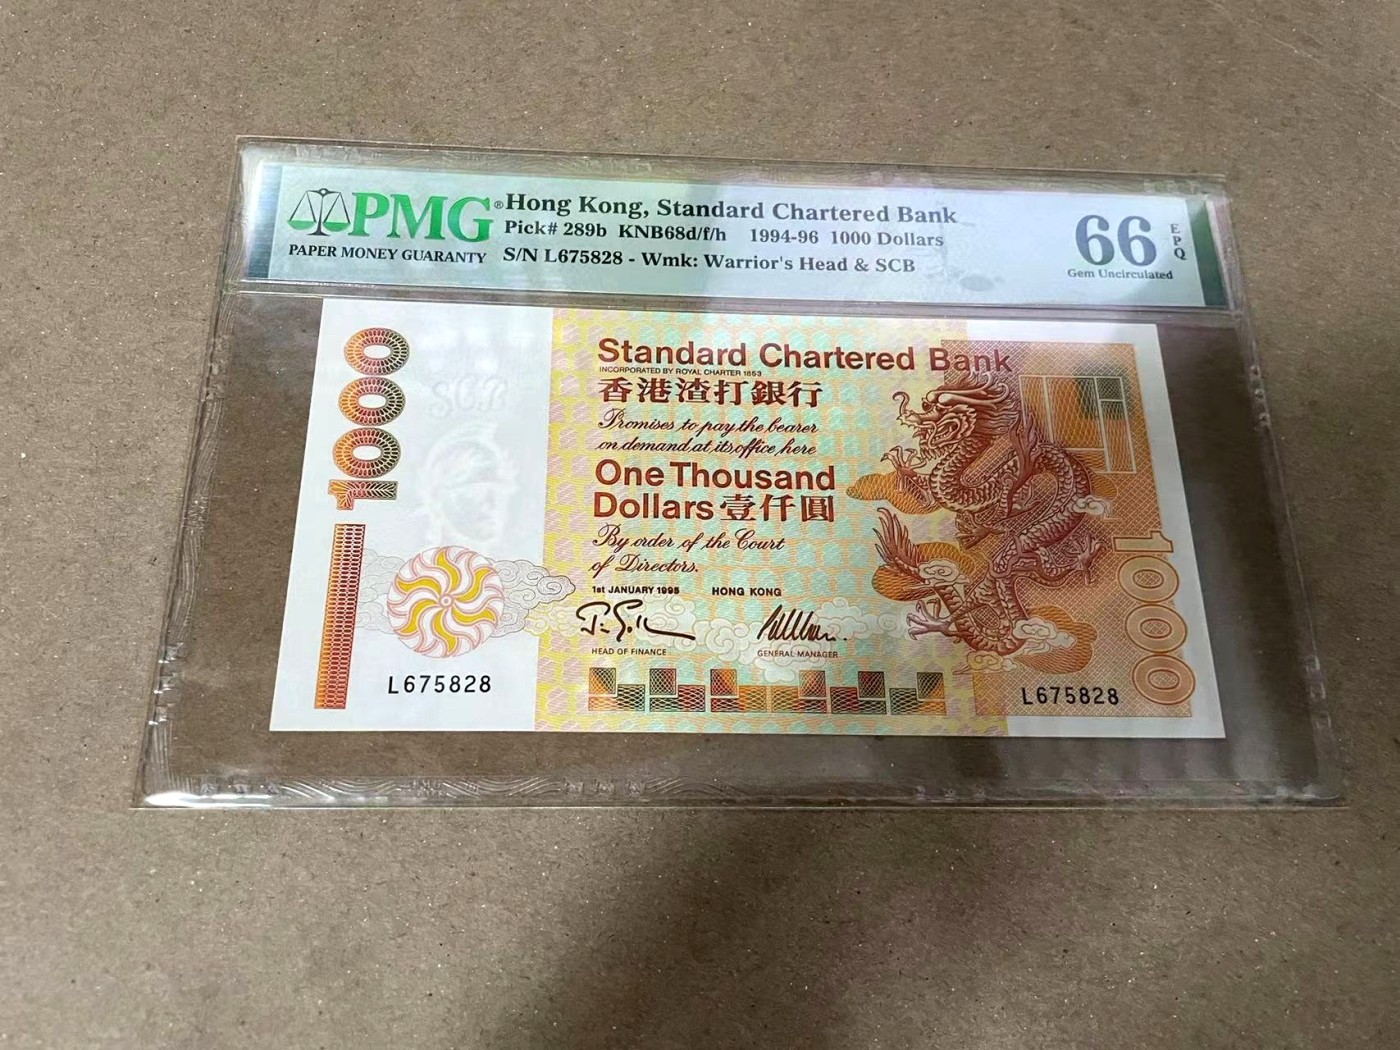 PMG®
PAPER MONEY GUARANTY
Hong Kong, Standard Chartered Bank
Pick# 289b KNB68d/f/h 1994-96 1000 Dollars
S/N L675828 - Wmk: Warrior's Head & SCB
66
EPQ
Gem Uncirculated
1000
SCB
Standard Chartered Bank
INCORPORATED BY ROYAL CHARTER 1853
香港渣打銀行
Promises to pay the bearer
on demand at its office here
One Thousand
Dollars 壹仟圓
By order of the Court
of Directors.
1st JANUARY 1995 HONG KONG
HEAD OF FINANCE GENERAL MANAGER
L675828
L675828
1000